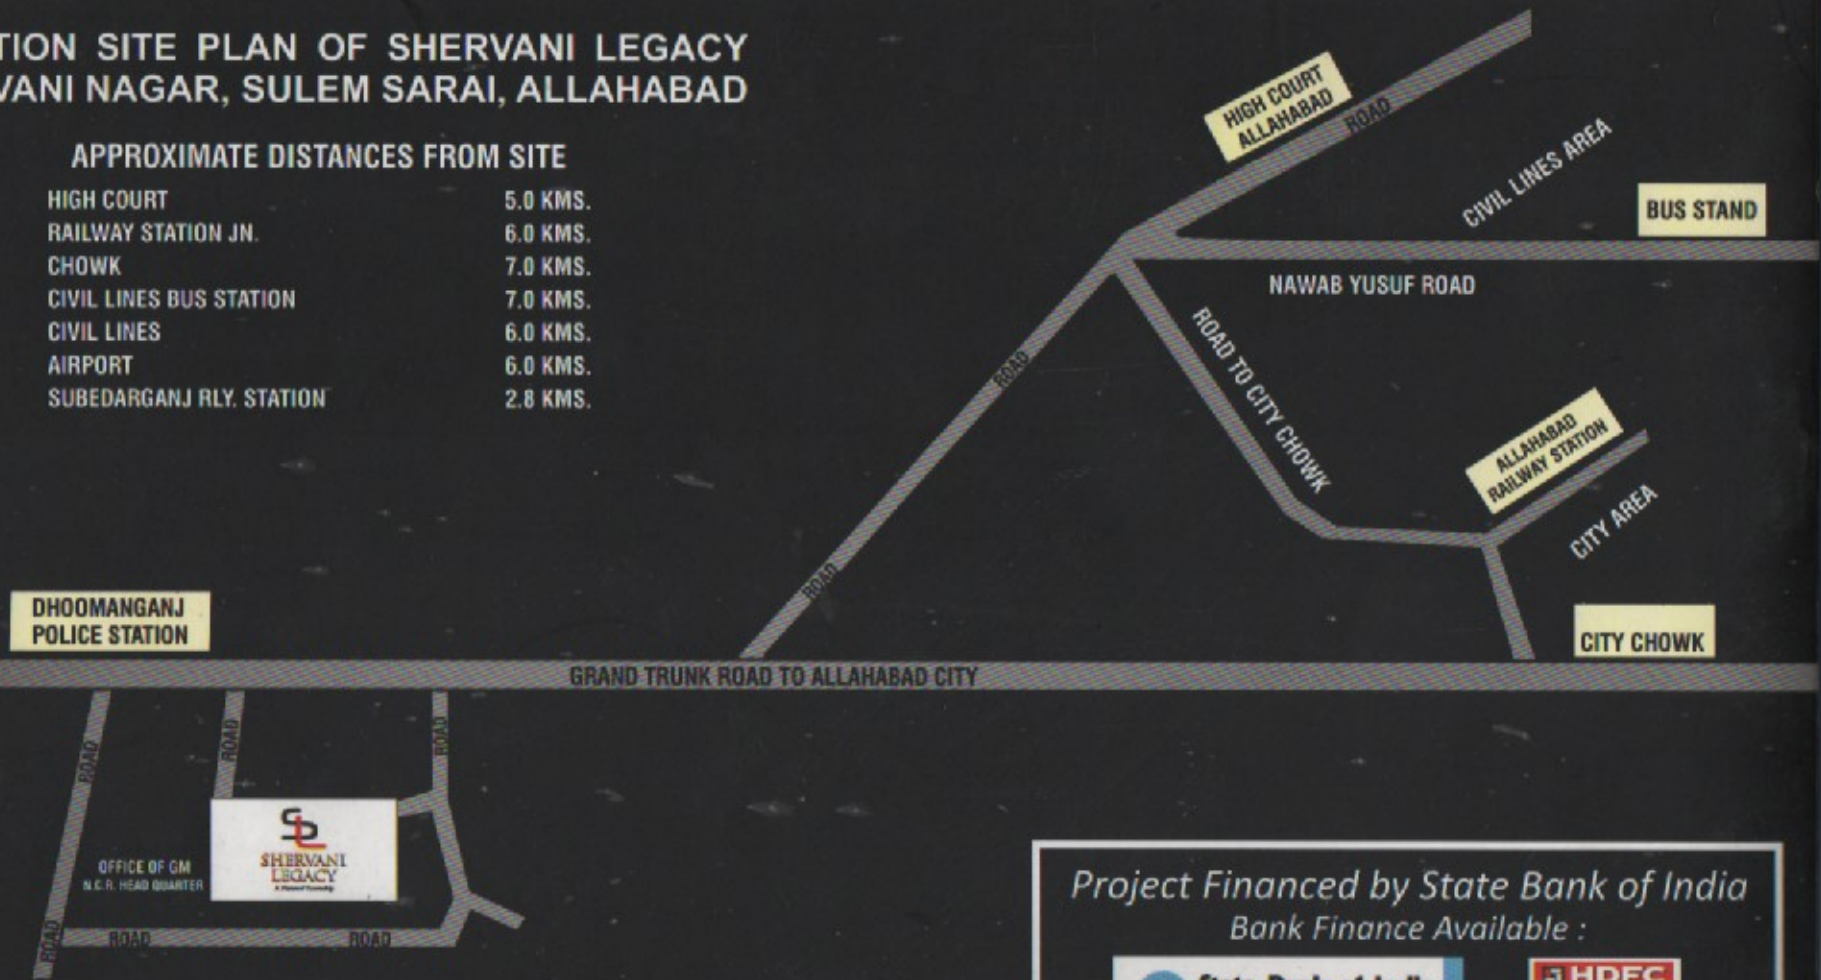 TION SITE PLAN OF SHERVANI LEGACY
VANI NAGAR, SULEM SARAI, ALLAHABAD
APPROXIMATE DISTANCES FROM SITE
HIGH COURT 5.0 KMS.
RAILWAY STATION JN. 6.0 KMS.
CHOWK 7.0 KMS.
CIVIL LINES BUS STATION 7.0 KMS.
CIVIL LINES 6.0 KMS.
AIRPORT 6.0 KMS.
SUBEDARGANJ RLY. STATION 2.8 KMS.
HIGH COURT
ALLAHABAD
ROAD
CIVIL LINES AREA
BUS STAND
NAWAB YUSUF ROAD
ROAD TO CITY CHOWK
ROAD
ALLAHABAD
RAILWAY STATION
CITY AREA
ROAD
DHOOMANGANJ
POLICE STATION
CITY CHOWK
GRAND TRUNK ROAD TO ALLAHABAD CITY
ROAD
ROAD
ROAD
SL
SHERVANI
LEGACY
OFFICE OF GM
N.C.R. HEAD QUARTER
ROAD
ROAD
ROAD
Project Financed by State Bank of India
Bank Finance Available :
State Bank of India
HDFC